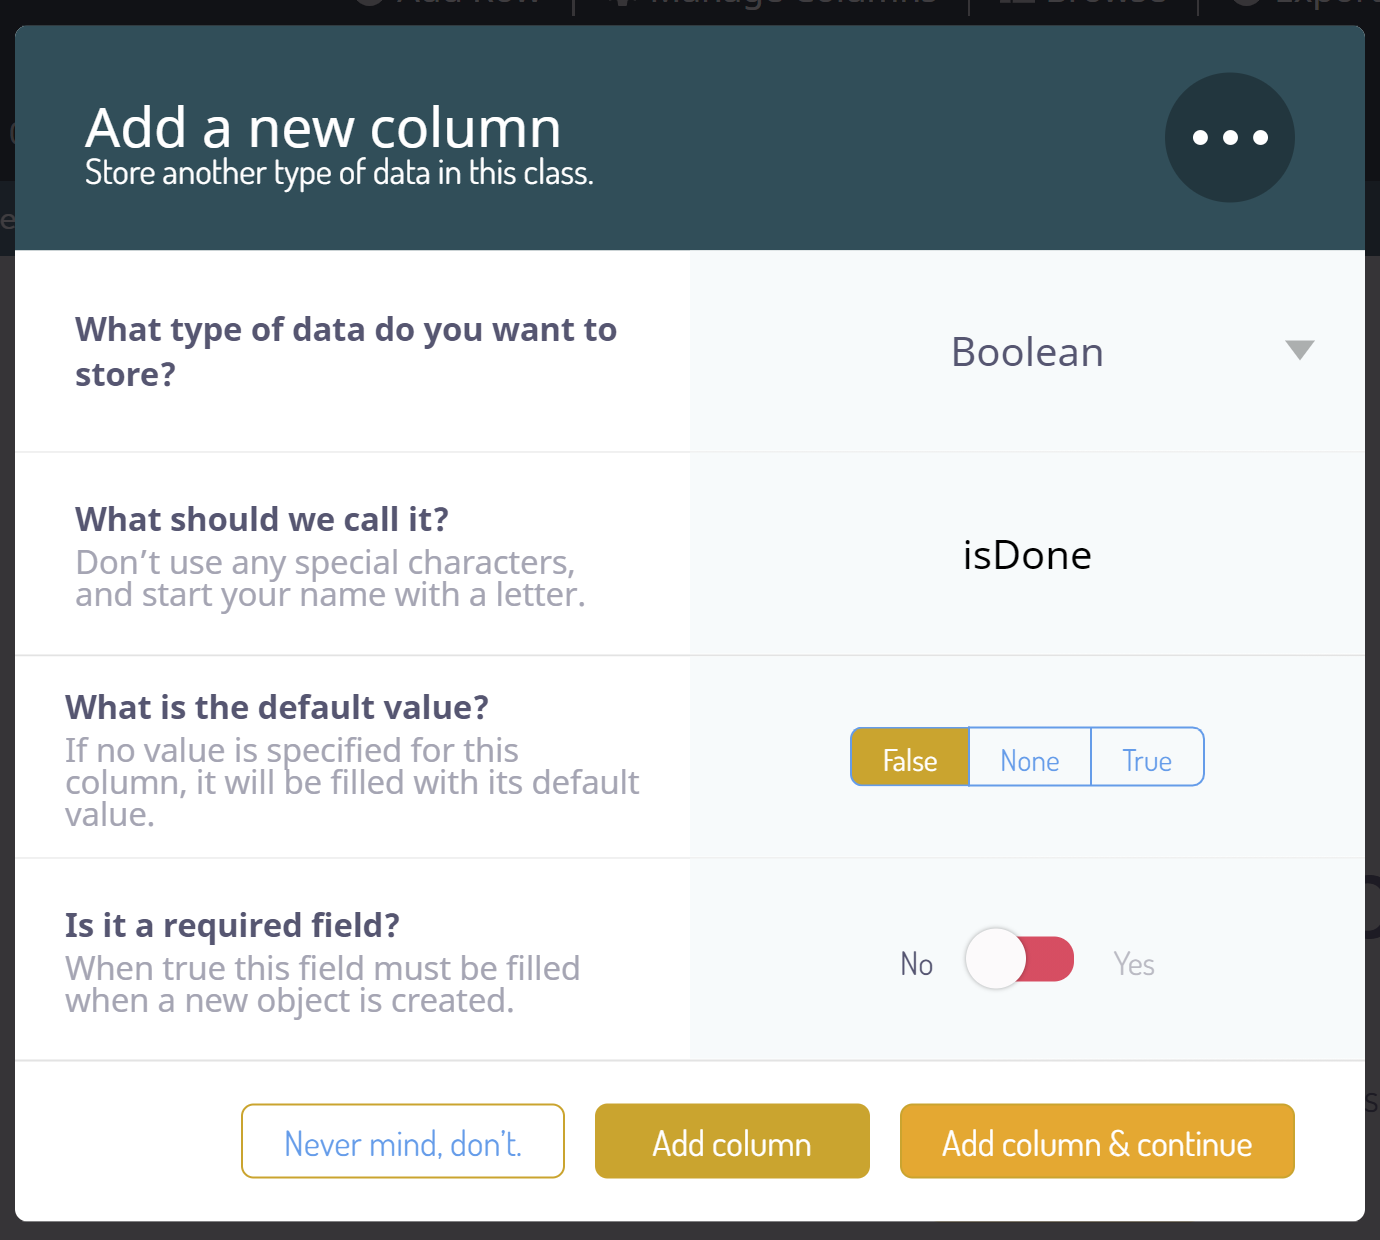 Add a new column
Store another type of data in this class.
What type of data do you want to
store?
Boolean
What should we call it?
Don't use any special characters,
and start your name with a letter.
isDone
What is the default value?
If no value is specified for this
column, it will be filled with its default
value.
False None True
Is it a required field?
When true this field must be filled
when a new object is created.
No Yes
Never mind, don't. Add column Add column & continue